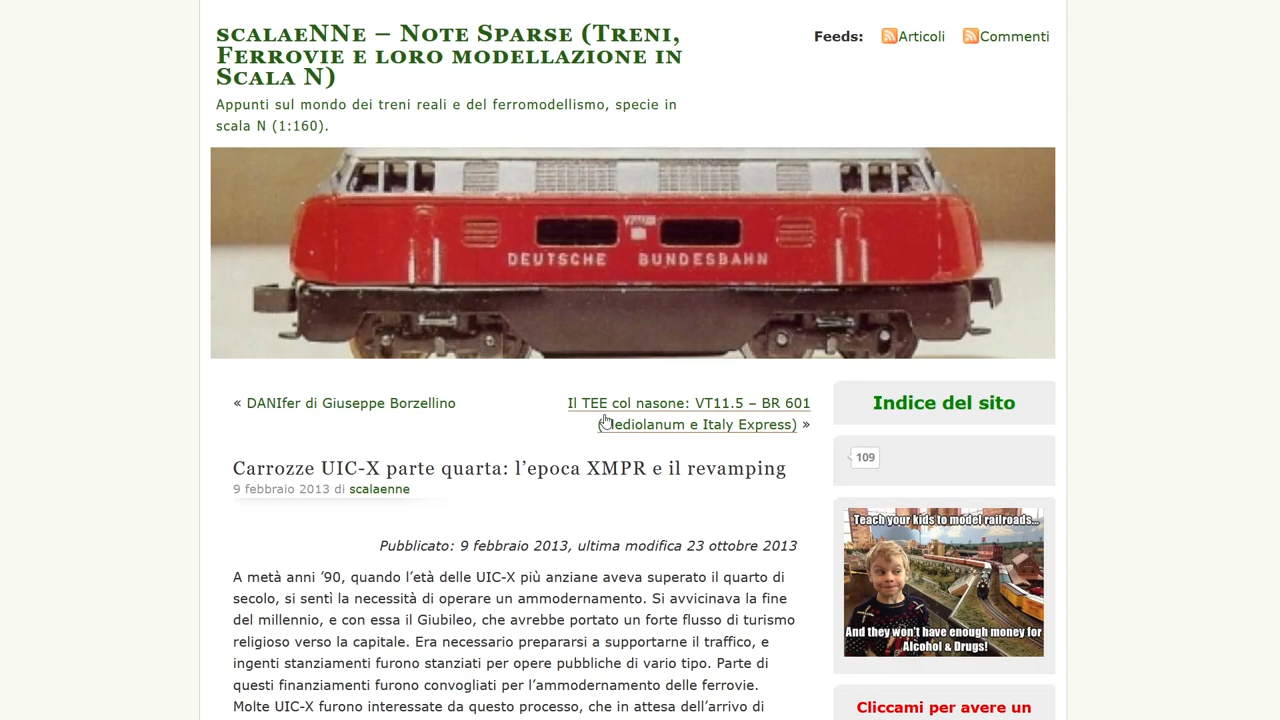 scalaeNNe – Note Sparse (Treni,
Ferrovie e loro modellazione in
Scala N)
Feeds: Articoli Commenti
Appunti sul mondo dei treni reali e del ferromodellismo, specie in
scala N (1:160).
DEUTSCHE BUNDESBAHN
« DANIfer di Giuseppe Borzellino
Il TEE col nasone: VT11.5 – BR 601
(Mediolanum e Italy Express) »
Indice del sito
109
Carrozze UIC-X parte quarta: l’epoca XMPR e il revamping
9 febbraio 2013 di scalaenne
Teach your kids to model railroads...
And they won't have enough money for
Alcohol & Drugs!
Pubblicato: 9 febbraio 2013, ultima modifica 23 ottobre 2013
A metà anni ’90, quando l’età delle UIC-X più anziane aveva superato il quarto di
secolo, si sentì la necessità di operare un ammodernamento. Si avvicinava la fine
del millennio, e con essa il Giubileo, che avrebbe portato un forte flusso di turismo
religioso verso la capitale. Era necessario prepararsi a supportarne il traffico, e
ingenti stanziamenti furono stanziati per opere pubbliche di vario tipo. Parte di
questi finanziamenti furono convogliati per l’ammodernamento delle ferrovie.
Molte UIC-X furono interessate da questo processo, che in attesa dell’arrivo di
Cliccami per avere un